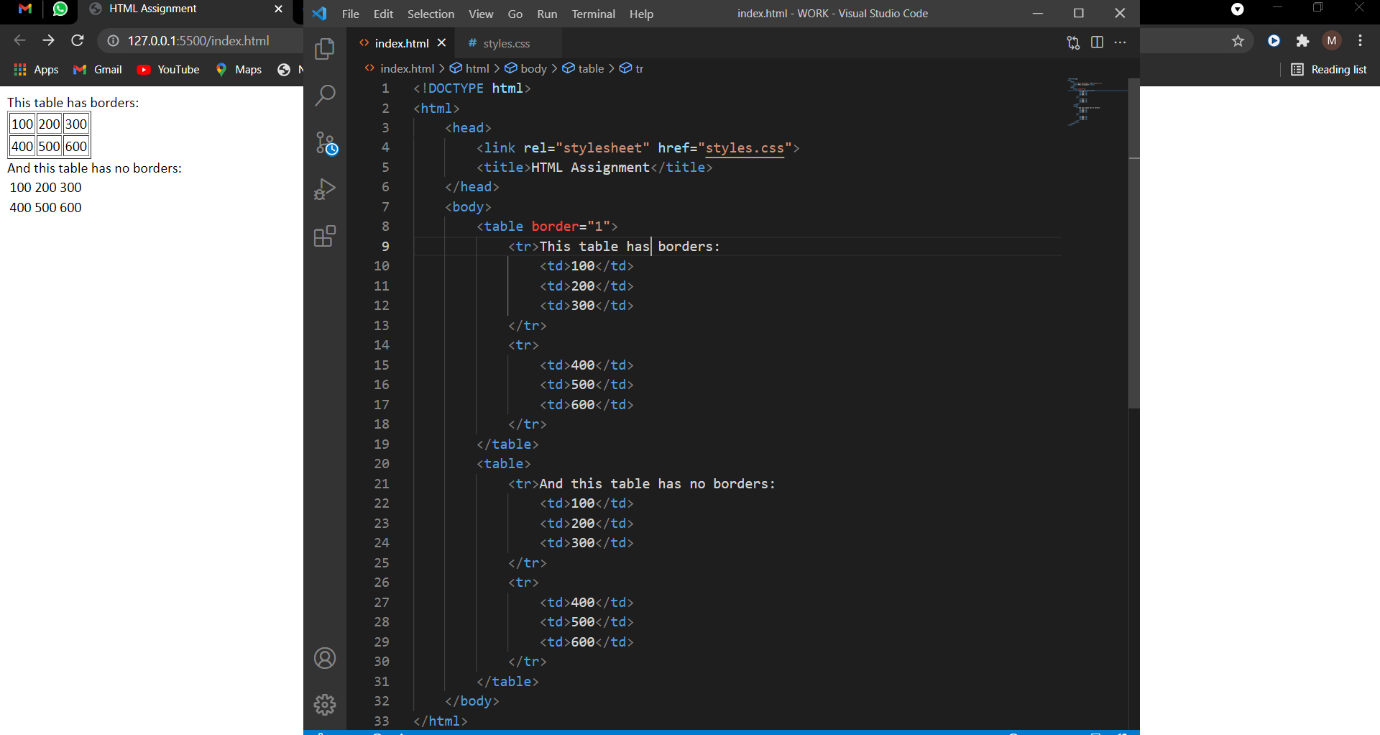 HTML Assignment
127.0.0.1:5500/index.html
Apps
Gmail
YouTube
Maps
N
This table has borders:
100 200 300
400 500 600
And this table has no borders:
100 200 300
400 500 600
File Edit Selection View Go Run Terminal Help
index.html - WORK - Visual Studio Code
index.html
# styles.css
index.html > html > body > table > tr
1 <!DOCTYPE html>
2 <html>
3 <head>
4 <link rel="stylesheet" href="styles.css">
5 <title>HTML Assignment</title>
6 </head>
7 <body>
8 <table border="1">
9 <tr>This table has borders:
10 <td>100</td>
11 <td>200</td>
12 <td>300</td>
13 </tr>
14 <tr>
15 <td>400</td>
16 <td>500</td>
17 <td>600</td>
18 </tr>
19 </table>
20 <table>
21 <tr>And this table has no borders:
22 <td>100</td>
23 <td>200</td>
24 <td>300</td>
25 </tr>
26 <tr>
27 <td>400</td>
28 <td>500</td>
29 <td>600</td>
30 </tr>
31 </table>
32 </body>
33 </html>
M
Reading list